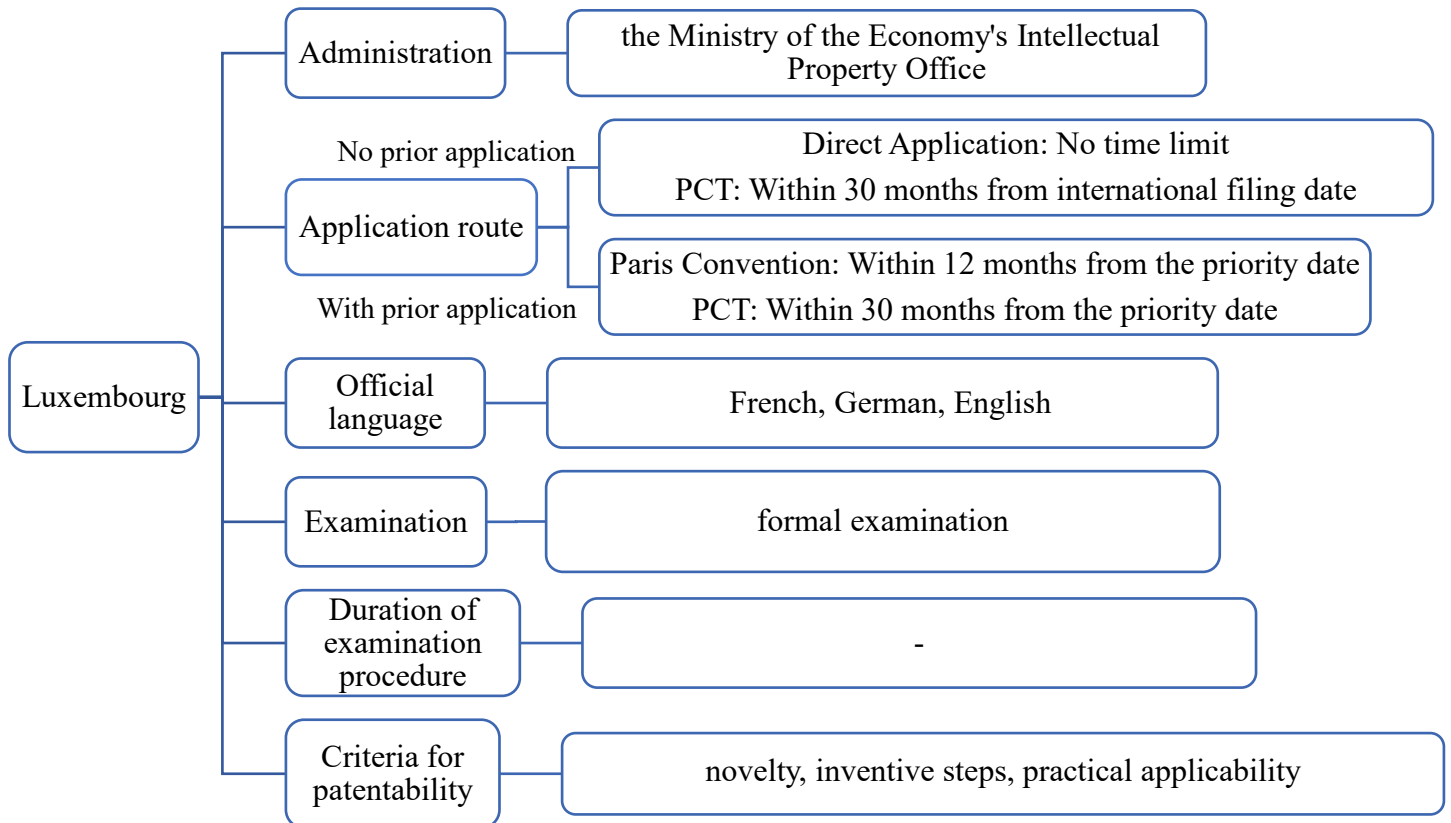 Luxembourg
Administration
the Ministry of the Economy's Intellectual
Property Office
Application route
No prior application
Direct Application: No time limit
PCT: Within 30 months from international filing date
With prior application
Paris Convention: Within 12 months from the priority date
PCT: Within 30 months from the priority date
Official
language
French, German, English
Examination
formal examination
Duration of
examination
procedure
-
Criteria for
patentability
novelty, inventive steps, practical applicability